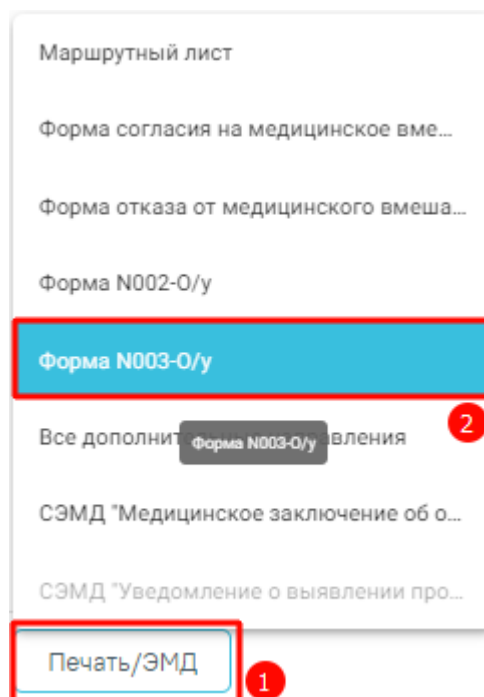 Маршрутный лист
Форма согласия на медицинское вме...
Форма отказа от медицинского вмеша...
Форма N002-О/у
Форма N003-О/у
2
Все дополнит
Форма N003-О/у
авления
СЭМД "Медицинское заключение об о...
СЭМД "Уведомление о выявлении про...
Печать/ЭМД
1